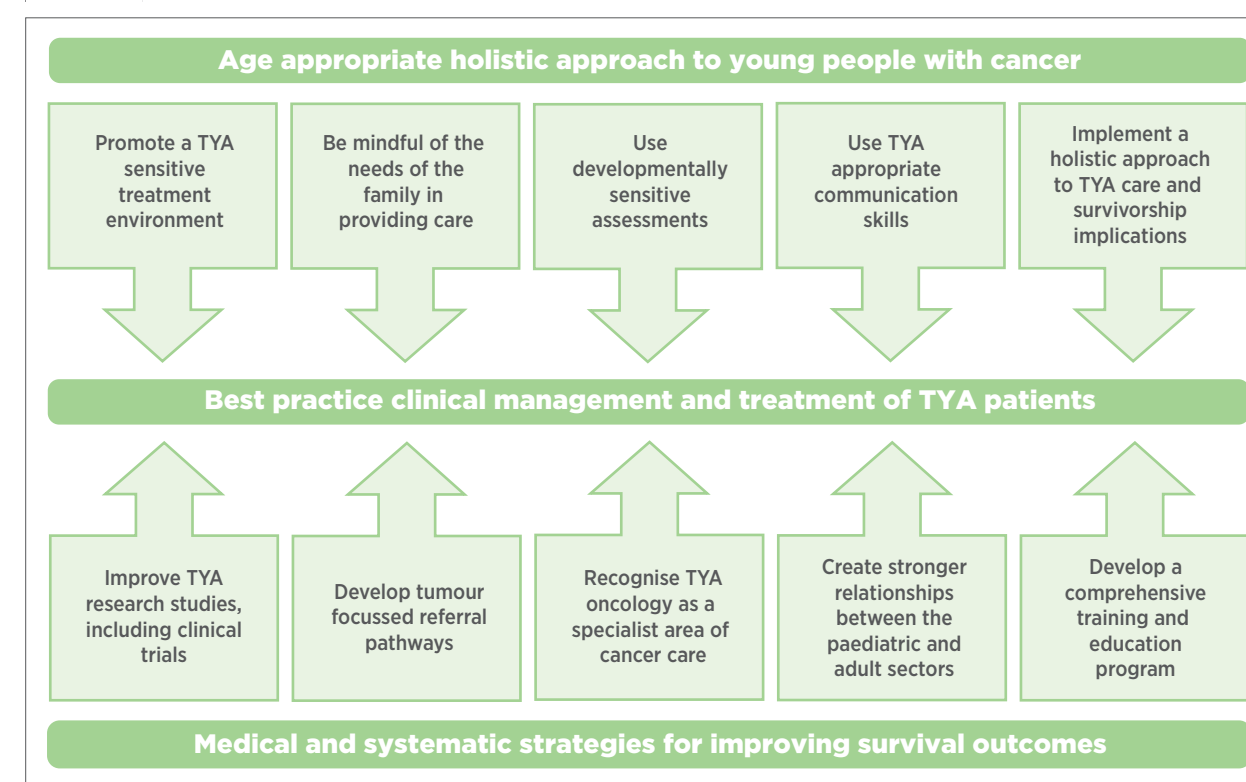 Age appropriate holistic approach to young people with cancer
Promote a TYA
sensitive
treatment
environment
Be mindful of the
needs of the
family in
providing care
Use
developmentally
sensitive
assessments
Use TYA
appropriate
communication
skills
Implement a
holistic approach
to TYA care and
survivorship
implications
Best practice clinical management and treatment of TYA patients
Improve TYA
research studies,
including clinical
trials
Develop tumour
focussed referral
pathways
Recognise TYA
oncology as a
specialist area of
cancer care
Create stronger
relationships
between the
paediatric and
adult sectors
Develop a
comprehensive
training and
education
program
Medical and systematic strategies for improving survival outcomes